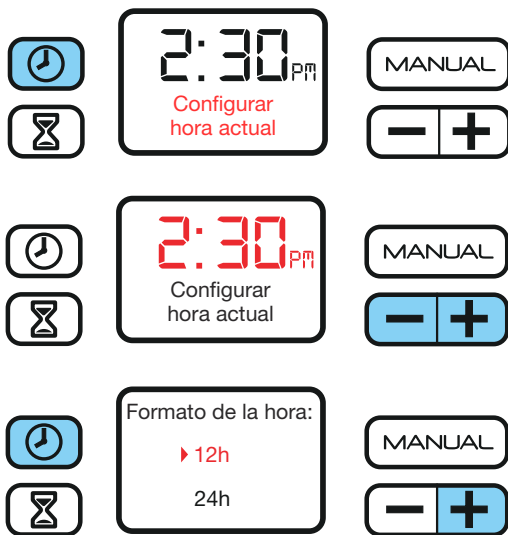 2:30PM
Configurar
hora actual
MANUAL
2:30PM
Configurar
hora actual
MANUAL
Formato de la hora:
12h
24h
MANUAL